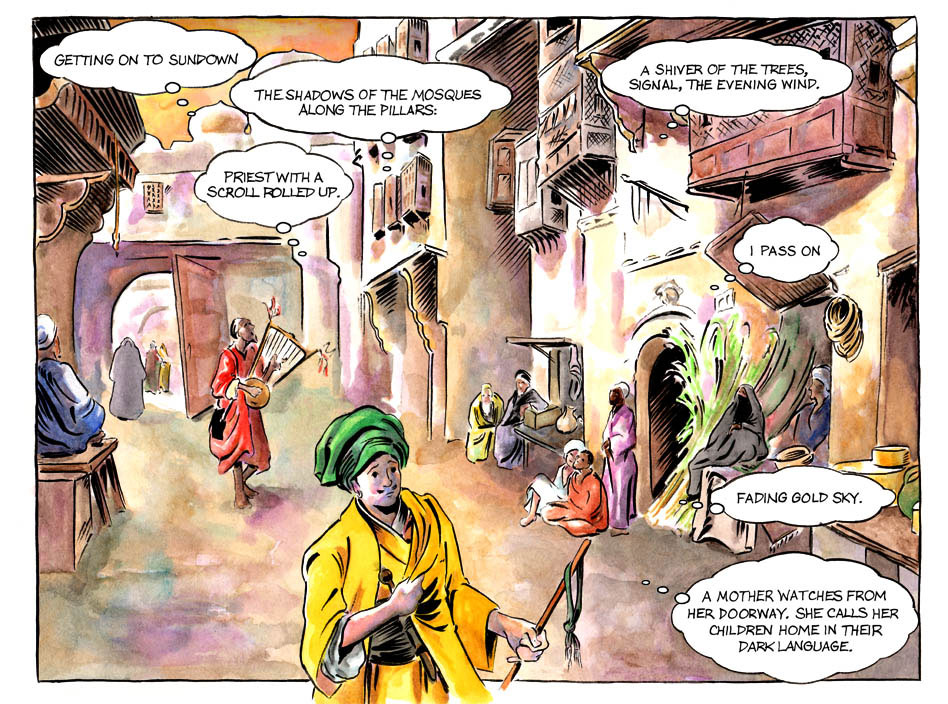 GETTING ON TO SUNDOWN
THE SHADOWS OF THE MOSQUES
ALONG THE PILLARS:
PRIEST WITH A
SCROLL ROLLED UP.
A SHIVER OF THE TREES,
SIGNAL, THE EVENING WIND.
I PASS ON
FADING GOLD SKY.
A MOTHER WATCHES FROM
HER DOORWAY. SHE CALLS HER
CHILDREN HOME IN THEIR
DARK LANGUAGE.